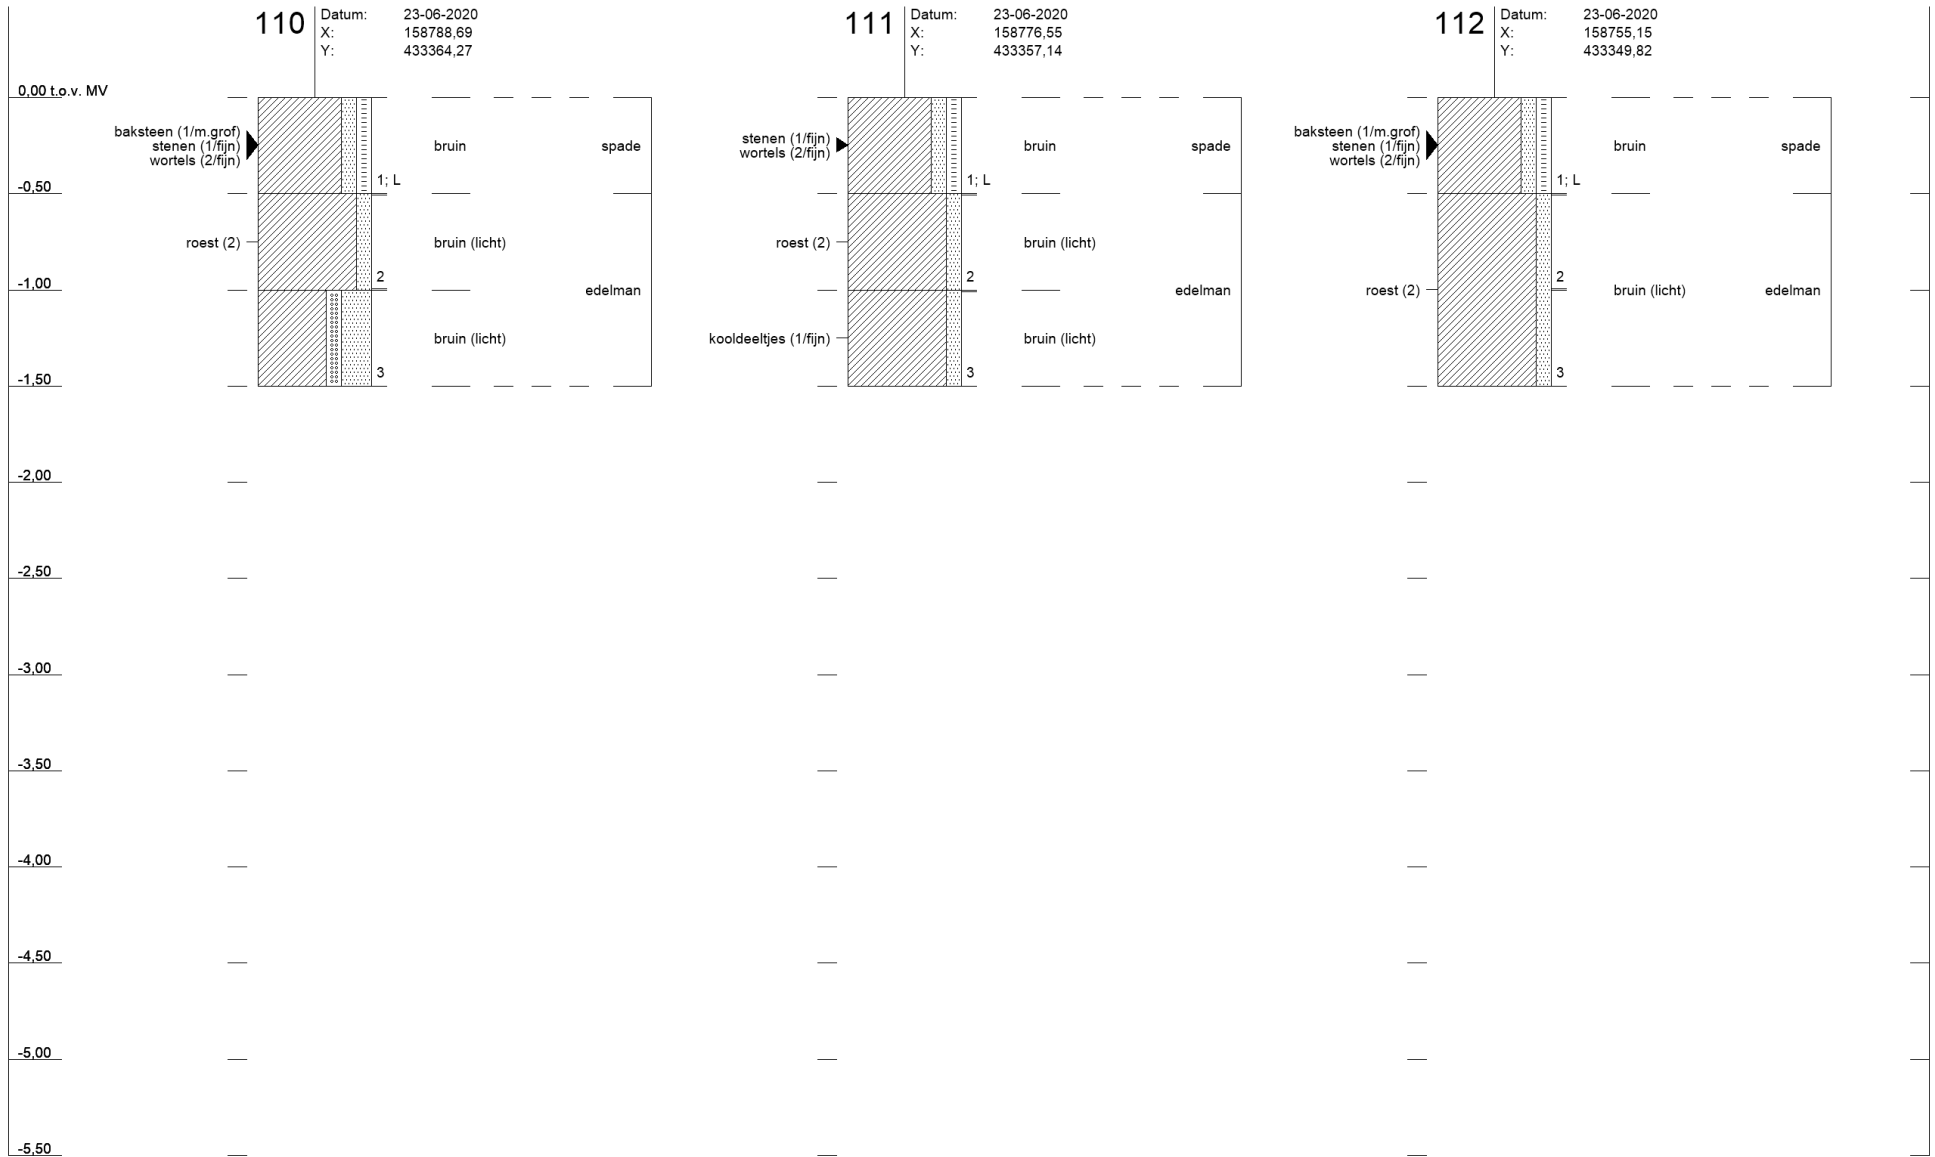 110
Datum: 23-06-2020
X: 158788,69
Y: 433364,27
111
Datum: 23-06-2020
X: 158776,55
Y: 433357,14
112
Datum: 23-06-2020
X: 158755,15
Y: 433349,82
0,00 t.o.v. MV
-0,50
-1,00
-1,50
-2,00
-2,50
-3,00
-3,50
-4,00
-4,50
-5,00
-5,50
baksteen (1/m.grof)
stenen (1/fijn)
wortels (2/fijn)
bruin
spade
1; L
roest (2)
bruin (licht)
2
edelman
bruin (licht)
3
stenen (1/fijn)
wortels (2/fijn)
bruin
spade
1; L
roest (2)
bruin (licht)
2
edelman
kooldeeltjes (1/fijn)
bruin (licht)
3
baksteen (1/m.grof)
stenen (1/fijn)
wortels (2/fijn)
bruin
spade
1; L
2
roest (2)
bruin (licht)
edelman
3